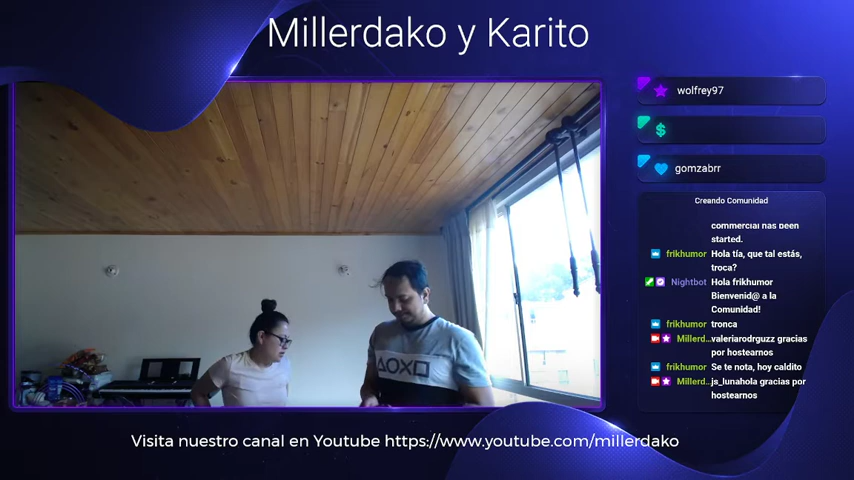 Millerdako y Karito
wolfrey97
$
gomzabrr
Creando Comunidad
commercial has been
started.
frikhumor Hola tía, que tal estás,
troca?
Nightbot Hola frikhumor
Bienvenid@ a la
Comunidad!
frikhumor tronca
Millerd... valeriarodrguzz gracias
por hostearnos
frikhumor Se te nota, hoy caldito
Millerd... js_lunahola gracias por
hostearnos
Visita nuestro canal en Youtube https://www.youtube.com/millerdako